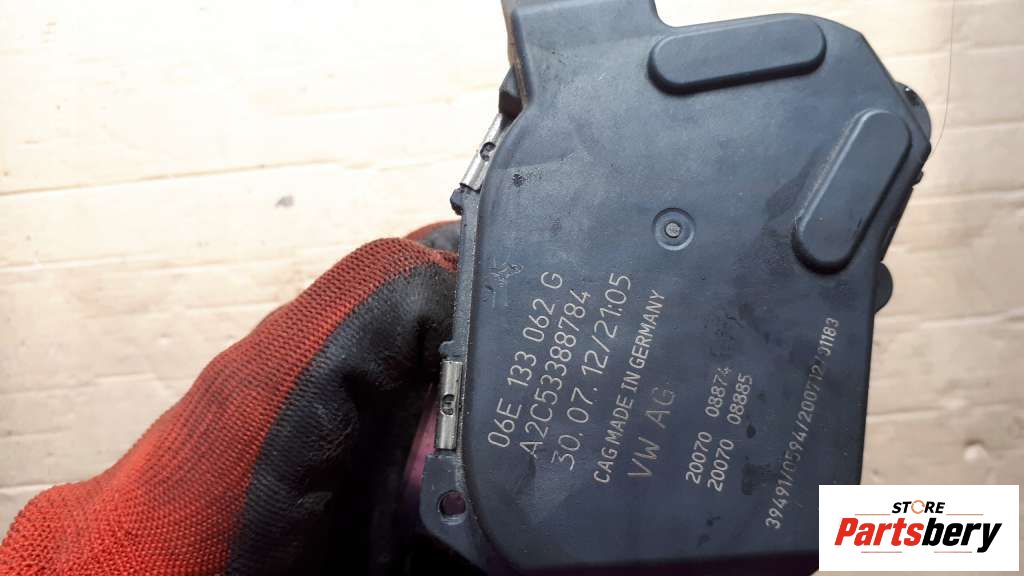 06E 133 062 G
A2C53388784
30.07.12/21:05
CAG MADE IN GERMANY
VW AG
20070 08874
20070 08885
STORE
Partsbery